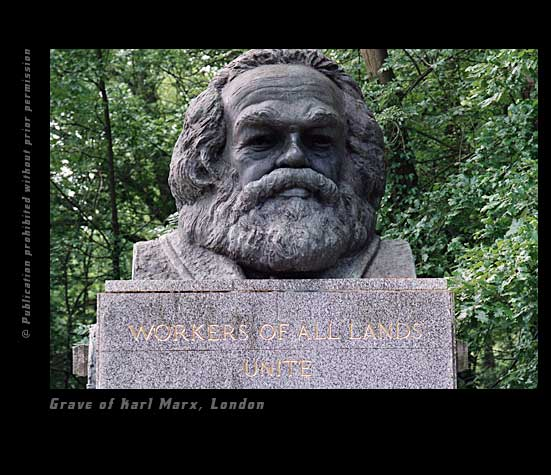 © Publication prohibited without prior permission
WORKERS OF ALL LANDS
UNITE
Grave of Karl Marx, London